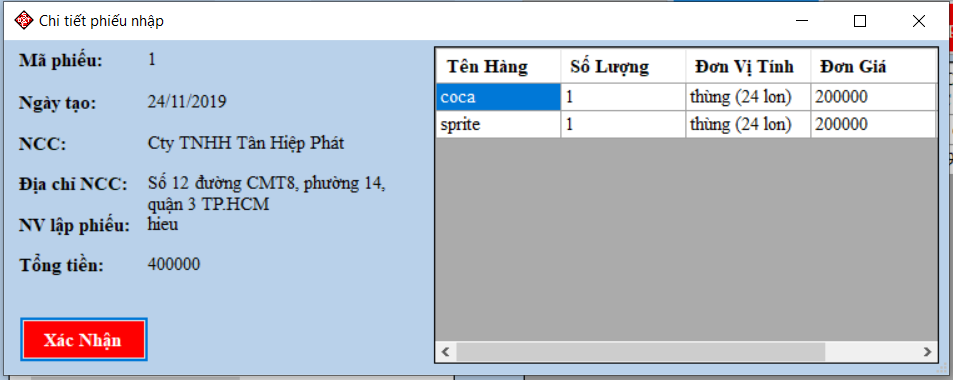 Chi tiết phiếu nhập
Mã phiếu: 1
Ngày tạo: 24/11/2019
NCC: Cty TNHH Tân Hiệp Phát
Địa chỉ NCC: Số 12 đường CMT8, phường 14,
quận 3 TP.HCM
NV lập phiếu: hieu
Tổng tiền: 400000
Xác Nhận
Tên Hàng Số Lượng Đơn Vị Tính Đơn Giá
coca 1 thùng (24 lon) 200000
sprite 1 thùng (24 lon) 200000